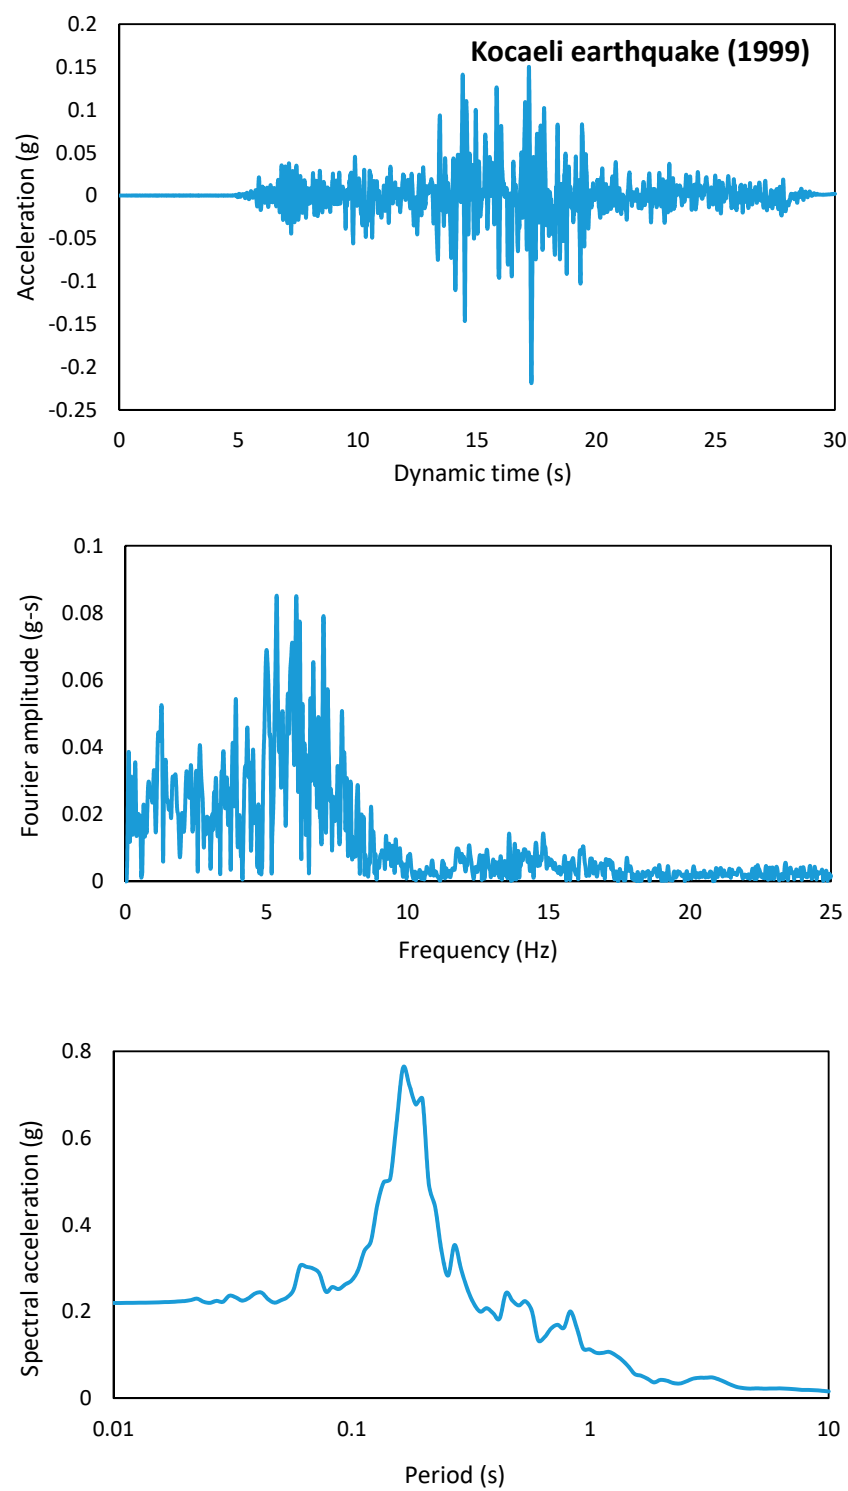 Kocaeli earthquake (1999)
Acceleration (g)
0.2
0.15
0.1
0.05
0
-0.05
-0.1
-0.15
-0.2
-0.25
0 5 10 15 20 25 30
Dynamic time (s)
Fourier amplitude (g-s)
0.1
0.08
0.06
0.04
0.02
0
0 5 10 15 20 25
Frequency (Hz)
Spectral acceleration (g)
0.8
0.6
0.4
0.2
0
0.01 0.1 1 10
Period (s)